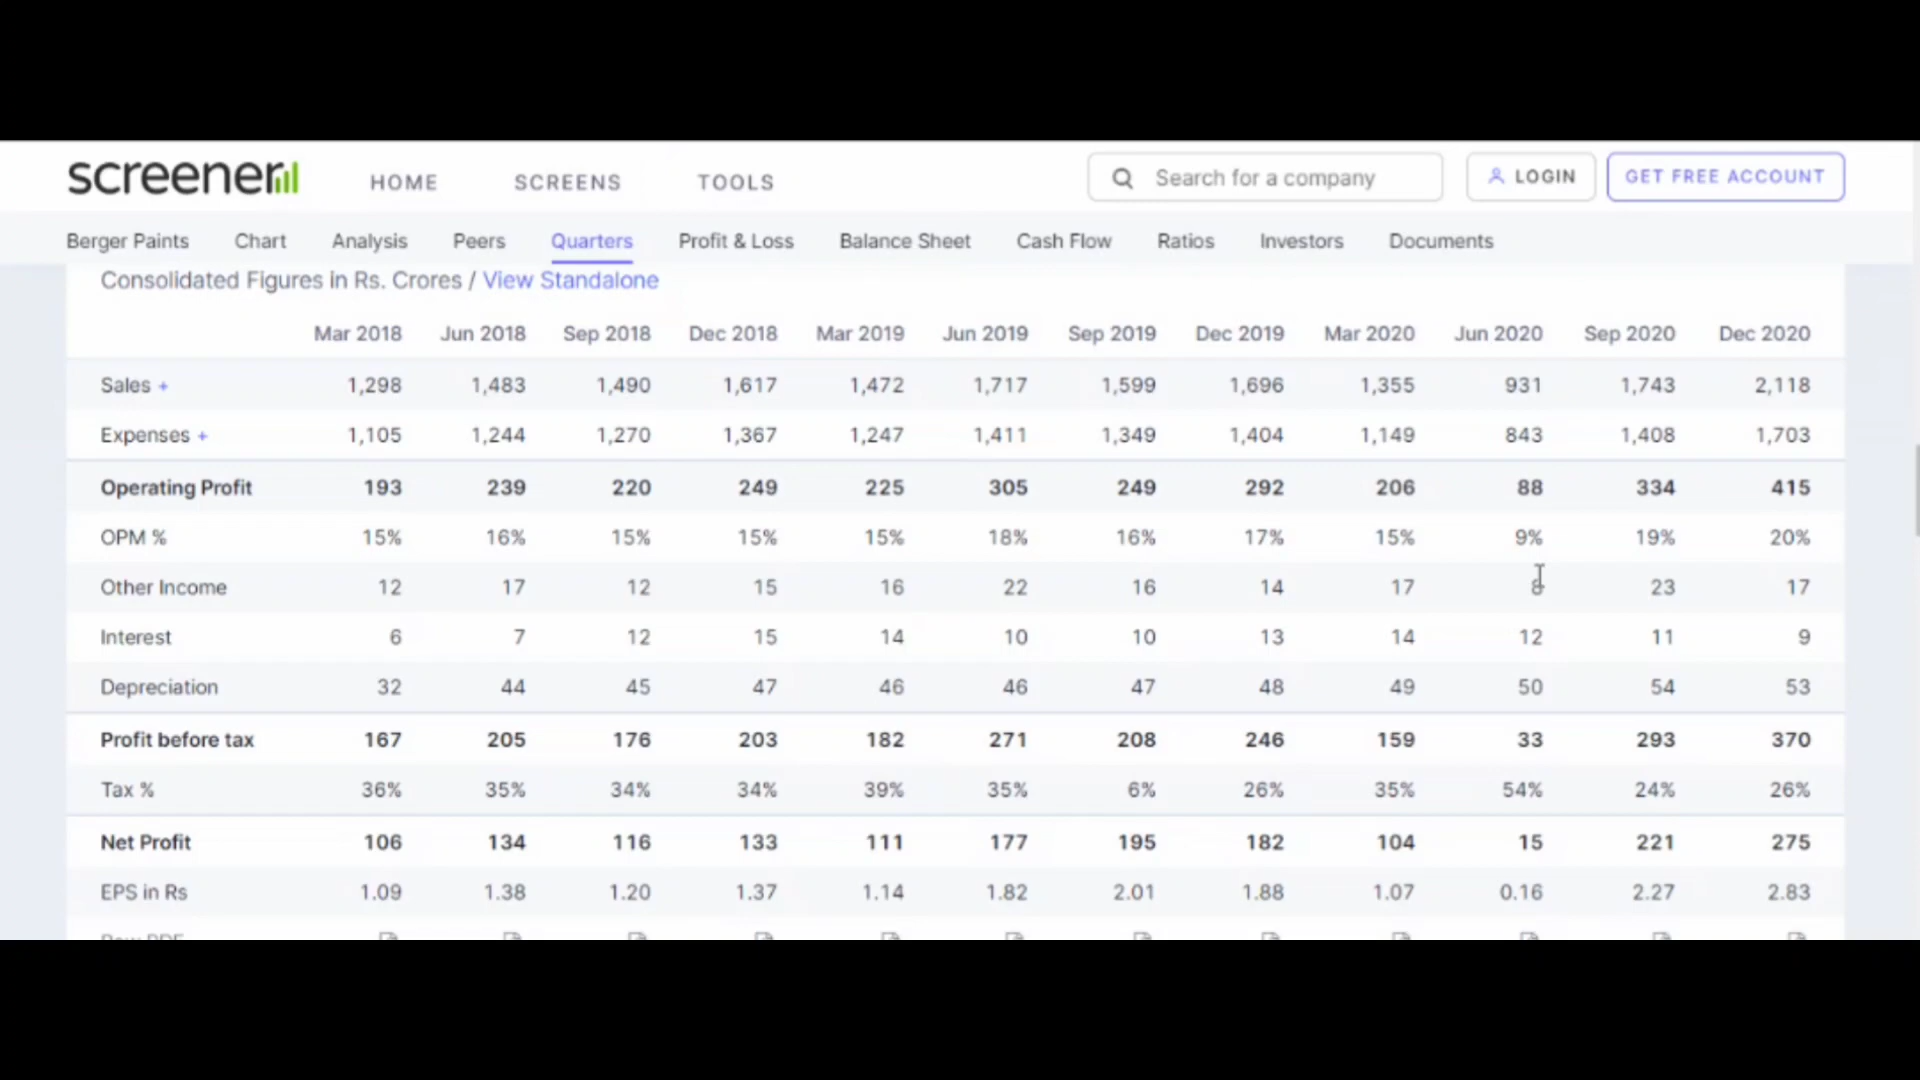 screener
HOME SCREENS TOOLS Search for a company LOGIN GET FREE ACCOUNT
Berger Paints Chart Analysis Peers Quarters Profit & Loss Balance Sheet Cash Flow Ratios Investors Documents
Consolidated Figures in Rs. Crores / View Standalone
Mar 2018 Jun 2018 Sep 2018 Dec 2018 Mar 2019 Jun 2019 Sep 2019 Dec 2019 Mar 2020 Jun 2020 Sep 2020 Dec 2020
Sales + 1,298 1,483 1,490 1,617 1,472 1,717 1,599 1,696 1,355 931 1,743 2,118
Expenses + 1,105 1,244 1,270 1,367 1,247 1,411 1,349 1,404 1,149 843 1,408 1,703
Operating Profit 193 239 220 249 225 305 249 292 206 88 334 415
OPM % 15% 16% 15% 15% 15% 18% 16% 17% 15% 9% 19% 20%
Other Income 12 17 12 15 16 22 16 14 17 23 17
Interest 6 7 12 15 14 10 10 13 14 12 11 9
Depreciation 32 44 45 47 46 46 47 48 49 50 54 53
Profit before tax 167 205 176 203 182 271 208 246 159 33 293 370
Tax % 36% 35% 34% 34% 39% 35% 6% 26% 35% 54% 24% 26%
Net Profit 106 134 116 133 111 177 195 182 104 15 221 275
EPS in Rs 1.09 1.38 1.20 1.37 1.14 1.82 2.01 1.88 1.07 0.16 2.27 2.83